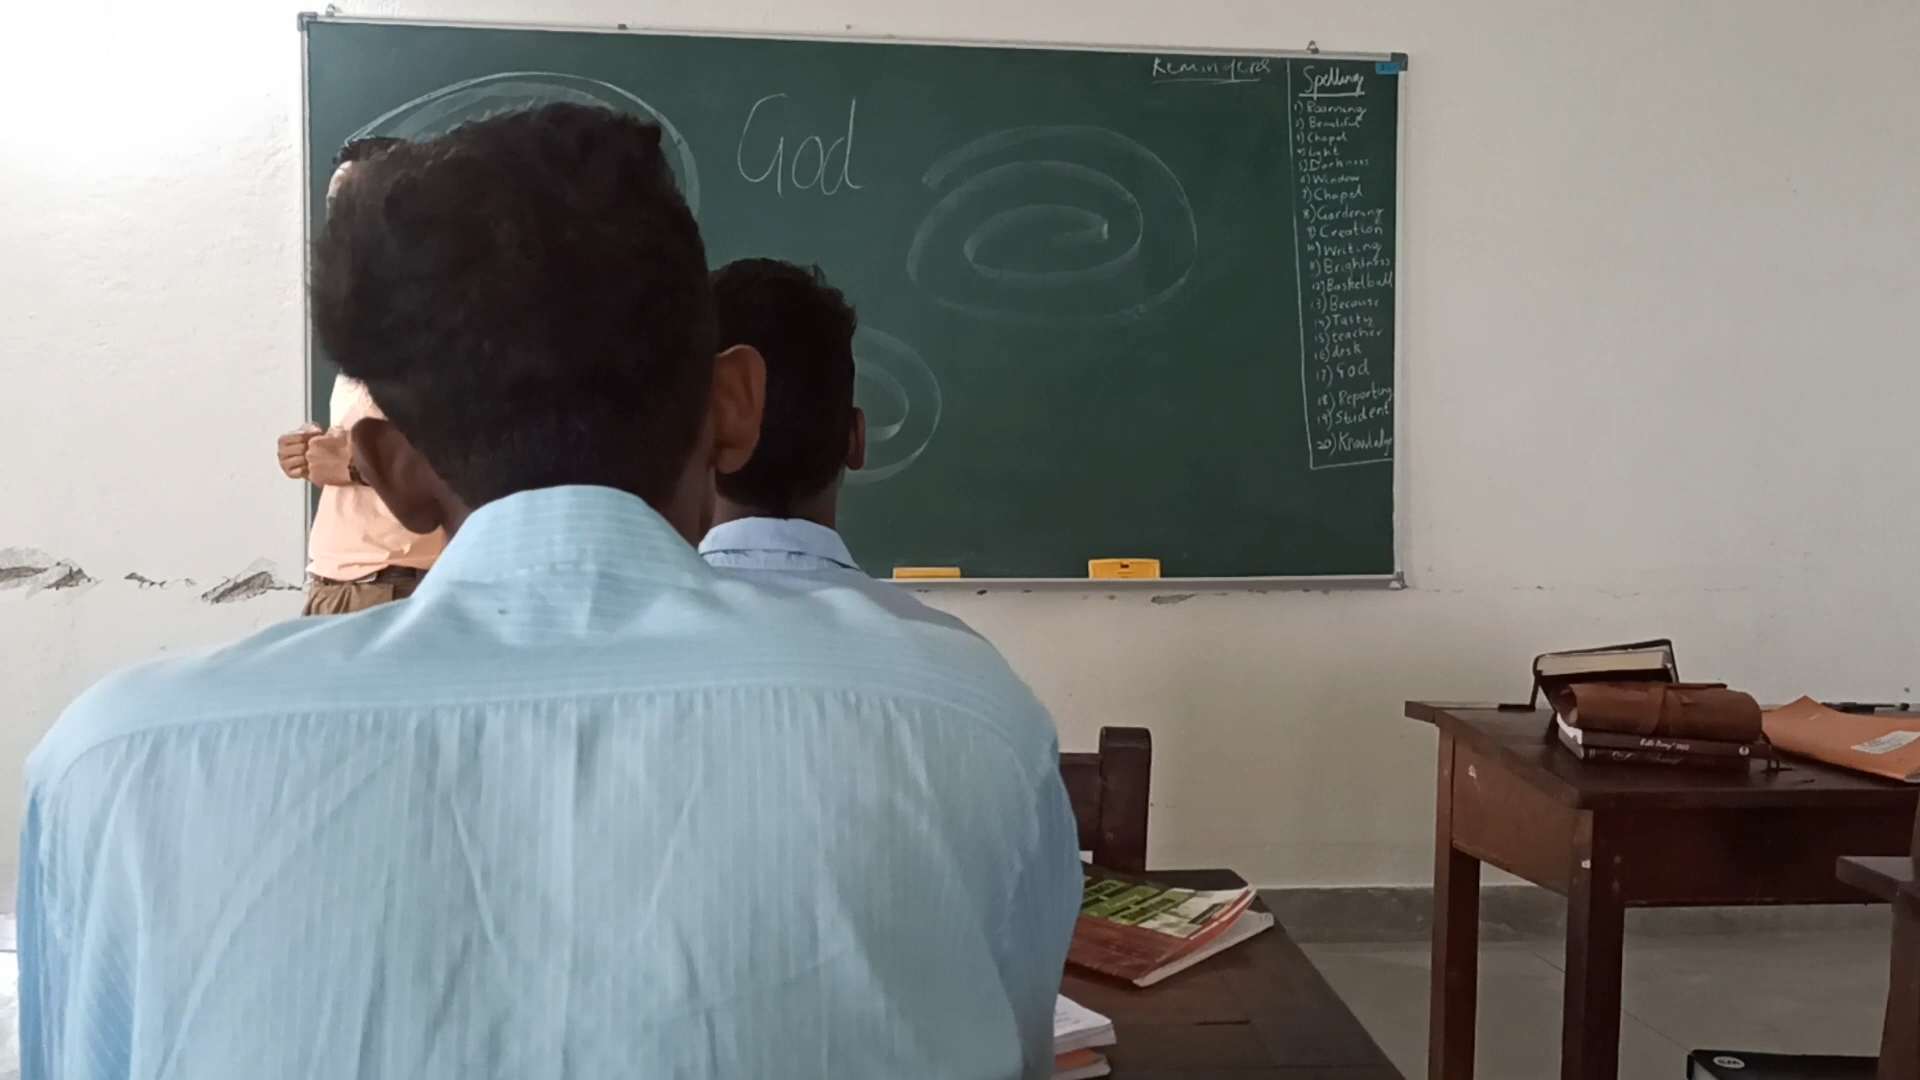 God
Reminders
Spelling
1) Roaming
2) Beautiful
3) Chapel
4) Light
5) Darkness
6) Window
7) Chapel
8) Gardening
9) Creation
10) Writing
11) Brightness
12) Basketball
13) Because
14) Tasty
15) teacher
16) desk
17) God
18) Reporting
19) Student
20) Knowledge